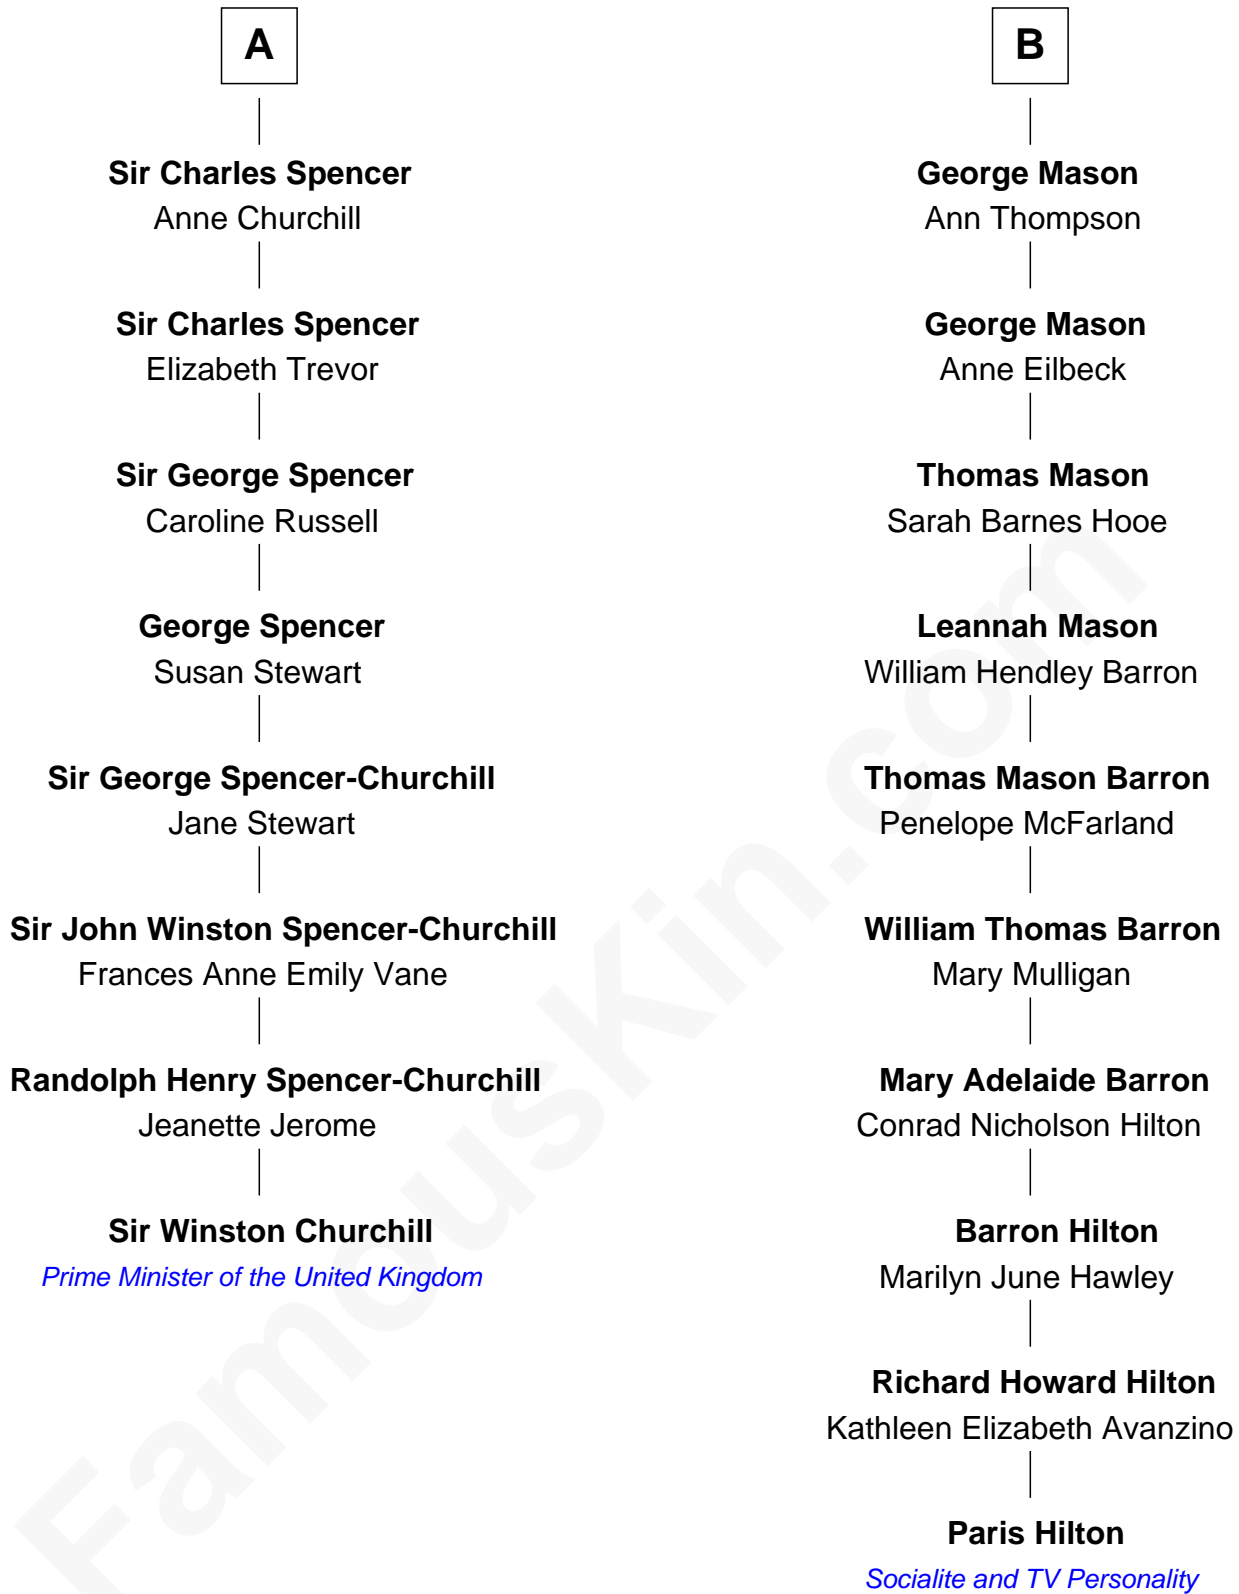 A
Sir Charles Spencer
Anne Churchill
Sir Charles Spencer
Elizabeth Trevor
Sir George Spencer
Caroline Russell
George Spencer
Susan Stewart
Sir George Spencer-Churchill
Jane Stewart
Sir John Winston Spencer-Churchill
Frances Anne Emily Vane
Randolph Henry Spencer-Churchill
Jeanette Jerome
Sir Winston Churchill
Prime Minister of the United Kingdom
B
George Mason
Ann Thompson
George Mason
Anne Eilbeck
Thomas Mason
Sarah Barnes Hooe
Leannah Mason
William Hendley Barron
Thomas Mason Barron
Penelope McFarland
William Thomas Barron
Mary Mulligan
Mary Adelaide Barron
Conrad Nicholson Hilton
Barron Hilton
Marilyn June Hawley
Richard Howard Hilton
Kathleen Elizabeth Avanzino
Paris Hilton
Socialite and TV Personality
FamousKin.com